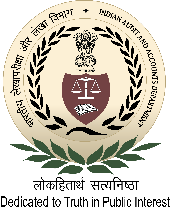 भारतीय लेखापरीक्षा और लेखा विभाग
INDIAN AUDIT AND ACCOUNTS DEPARTMENT
लोकहितार्थ सत्यनिष्ठा
Dedicated to Truth in Public Interest